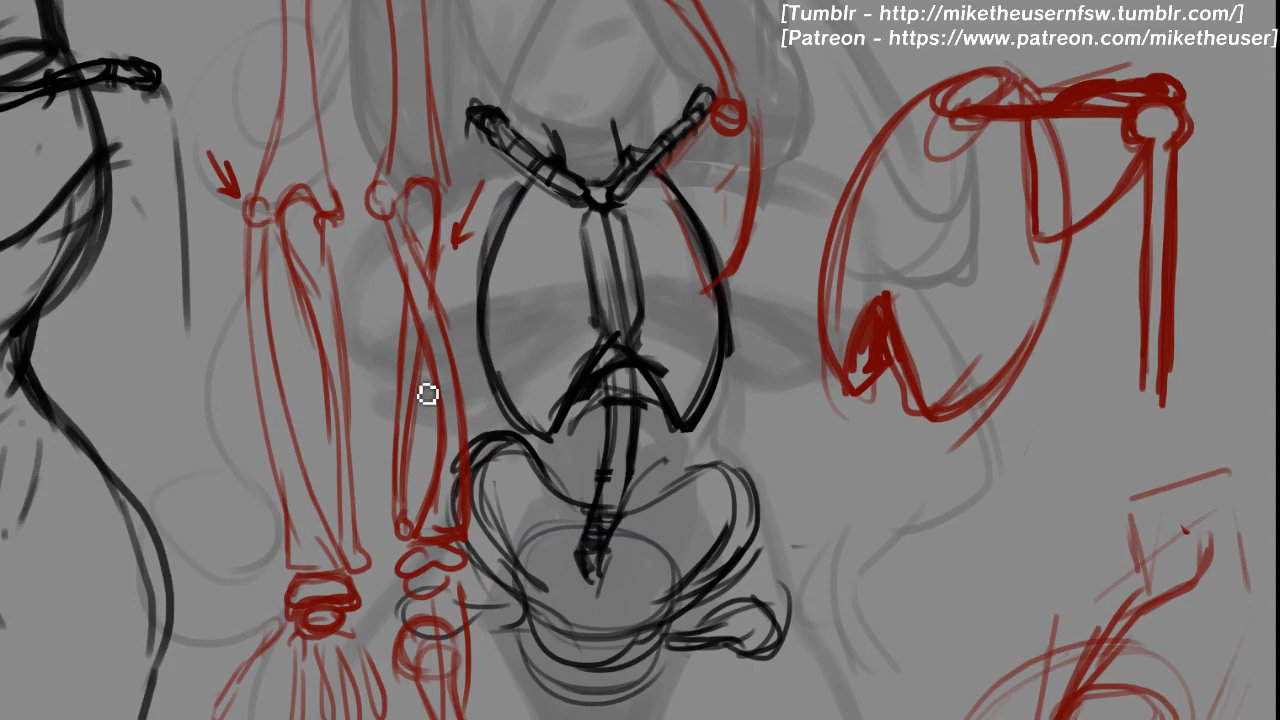 [Tumblr - http://miketheusernfsw.tumblr.com/]
[Patreon - https://www.patreon.com/miketheuser]